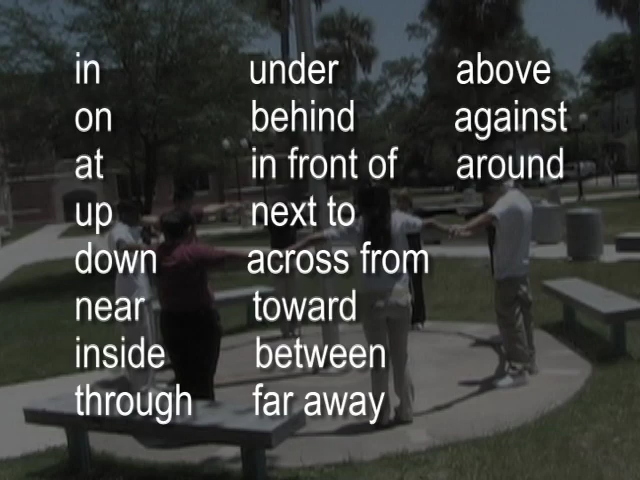 in
on
at
up
down
near
inside
through
under
behind
in front of
next to
across from
toward
between
far away
above
against
around